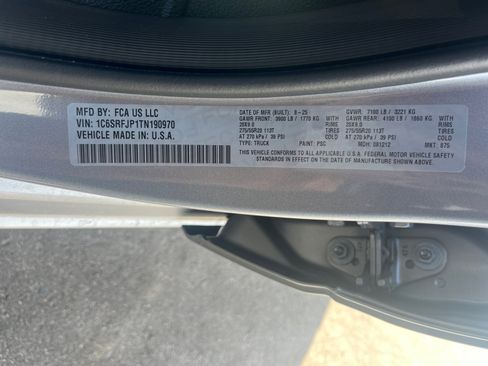 MFD BY: FCA US LLC
VIN: 1C6SRFJP1TN190970
VEHICLE MADE IN: U.S.A.
DATE OF MFR (BUILT): 8-25 GVWR: 7100 LB / 3221 KG
GAWR FRONT: 3900 LB / 1770 KG GAWR REAR: 4100 LB / 1860 KG
20X9.0 RIMS 20X9.0 RIMS
275/55R20 113T TIRES 275/55R20 113T TIRES
AT 270 kPa / 39 PSI COLD AT 270 kPa / 39 PSI COLD
TYPE: TRUCK PAINT: PSC MDH: 081212 MKT: 875
THIS VEHICLE CONFORMS TO ALL APPLICABLE U.S.A. FEDERAL MOTOR VEHICLE SAFETY
STANDARDS IN EFFECT ON THE DATE OF MANUFACTURE SHOWN ABOVE.